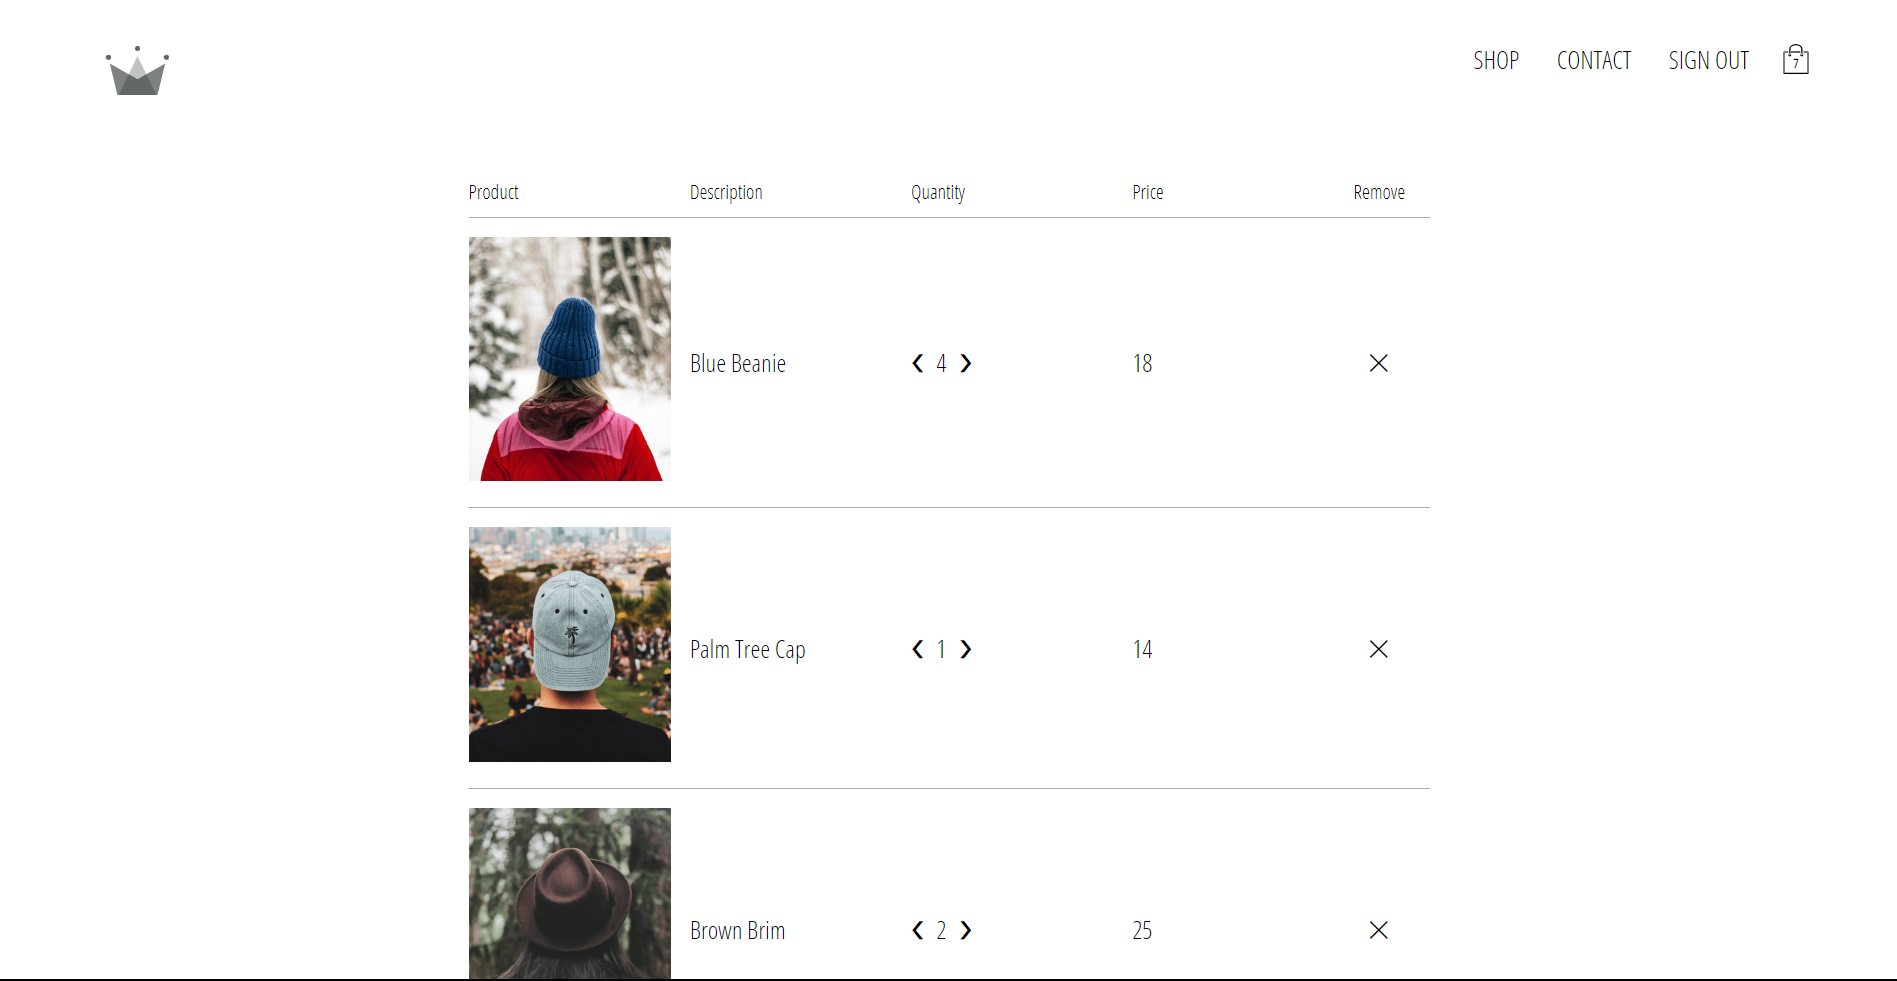 SHOP CONTACT SIGN OUT 7
Product Description Quantity Price Remove
Blue Beanie ❮ 4 ❯ 18 ✕
Palm Tree Cap ❮ 1 ❯ 14 ✕
Brown Brim ❮ 2 ❯ 25 ✕